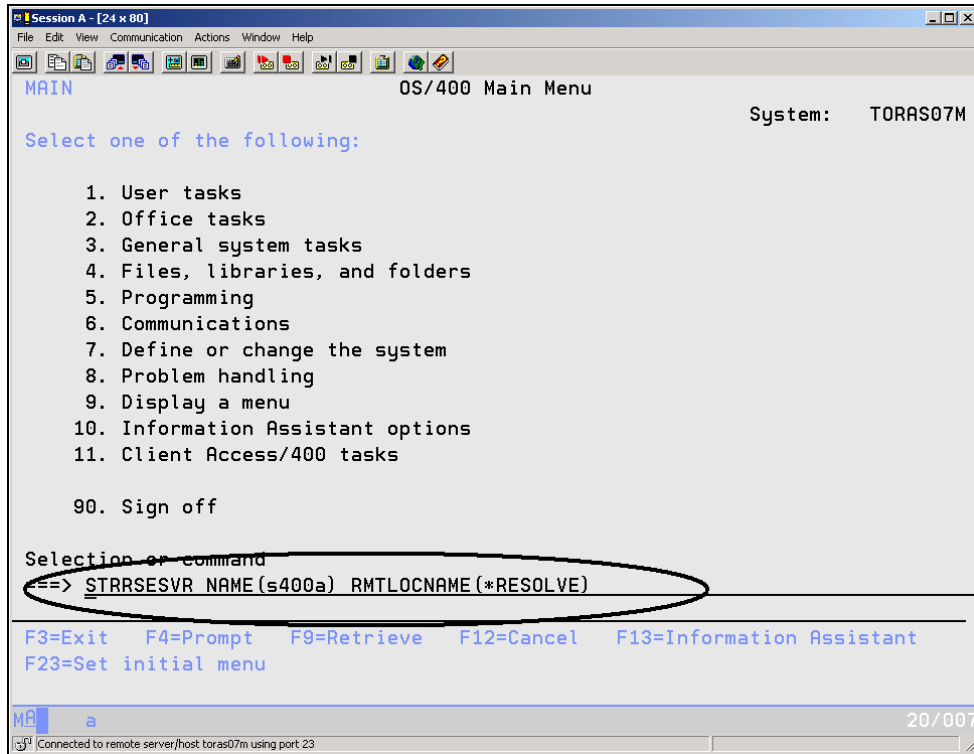 Session A - [24 x 80]
File Edit View Communication Actions Window Help
MAIN OS/400 Main Menu
System: TORAS07M
Select one of the following:
1. User tasks
2. Office tasks
3. General system tasks
4. Files, libraries, and folders
5. Programming
6. Communications
7. Define or change the system
8. Problem handling
9. Display a menu
10. Information Assistant options
11. Client Access/400 tasks
90. Sign off
Selection or command
===> STRRSESVR NAME(s400a) RMTLOCNAME(*RESOLVE)
F3=Exit F4=Prompt F9=Retrieve F12=Cancel F13=Information Assistant
F23=Set initial menu
MA a 20/007
Connected to remote server/host toras07m using port 23